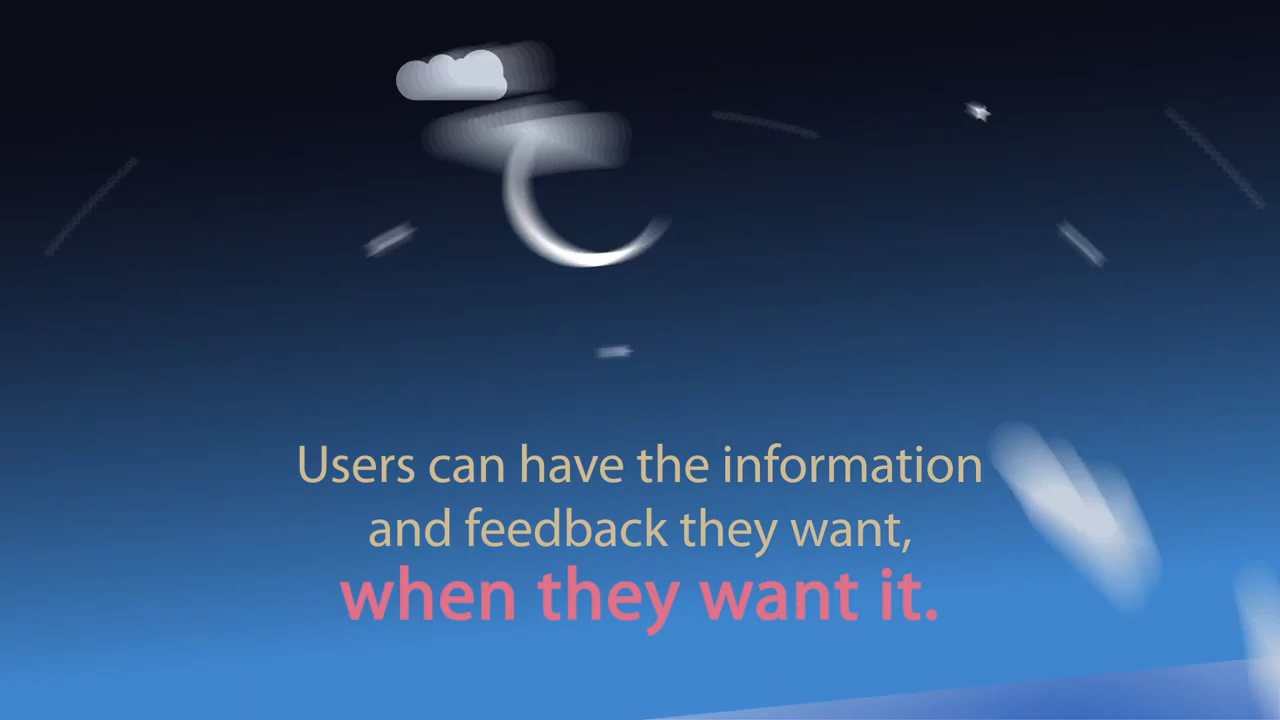 Users can have the information
and feedback they want,
when they want it.